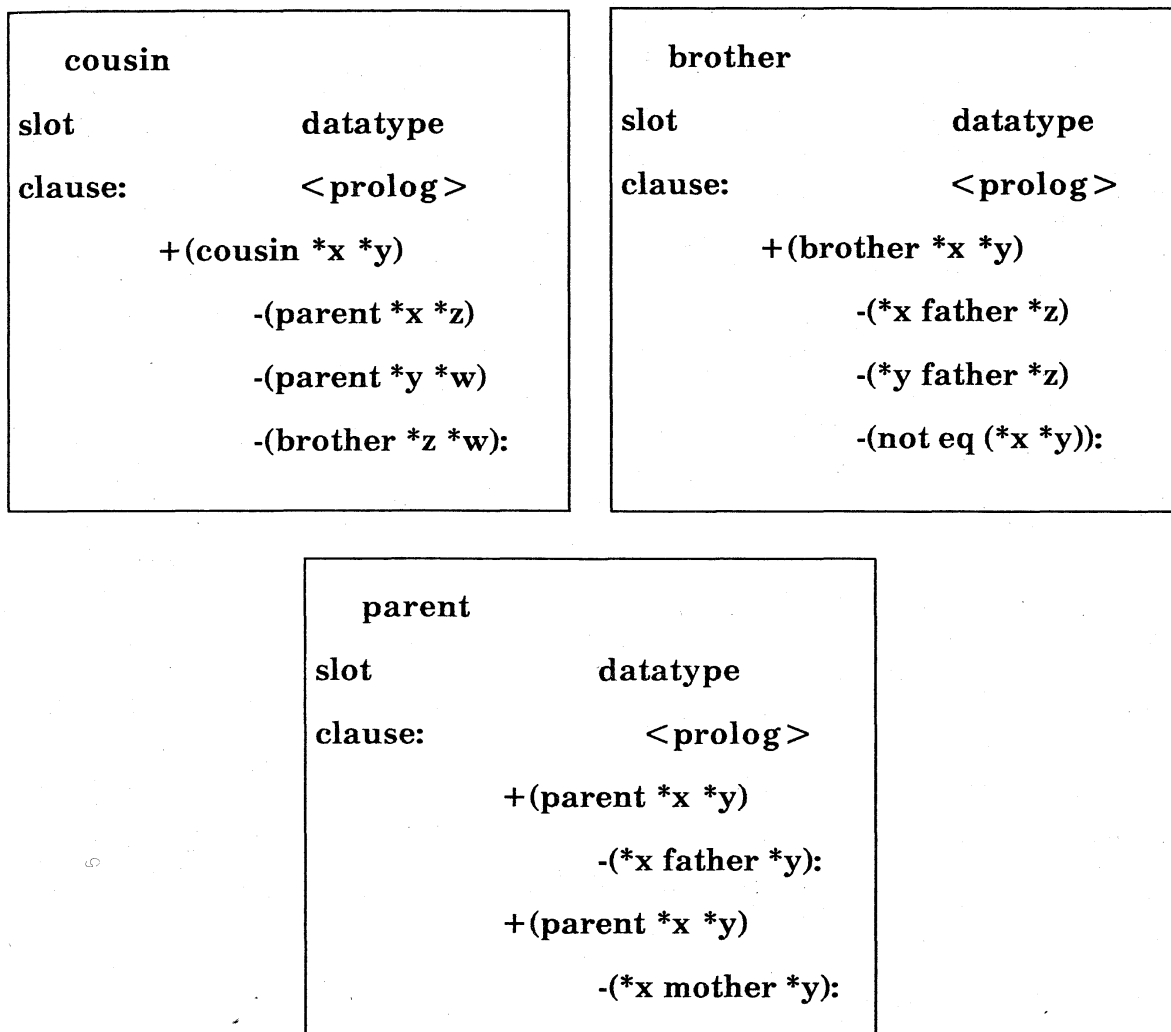 cousin
slot datatype
clause: <prolog>
+(cousin *x *y)
-(parent *x *z)
-(parent *y *w)
-(brother *z *w):
brother
slot datatype
clause: <prolog>
+(brother *x *y)
-(*x father *z)
-(*y father *z)
-(not eq (*x *y)):
parent
slot datatype
clause: <prolog>
+(parent *x *y)
-(*x father *y):
+(parent *x *y)
-(*x mother *y):